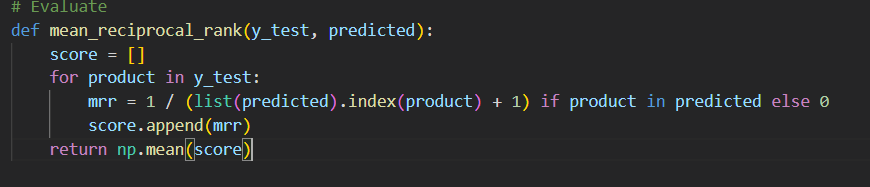 # Evaluate
def mean_reciprocal_rank(y_test, predicted):
    score = []
    for product in y_test:
        mrr = 1 / (list(predicted).index(product) + 1) if product in predicted else 0
        score.append(mrr)
    return np.mean(score)